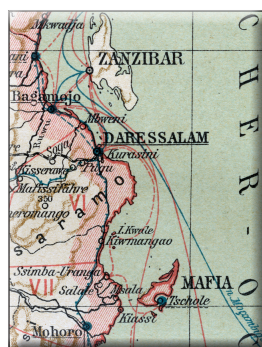 Mkwadja
ZANZIBAR
Bagamojo
Mbweni
DARESSALAM
Kurasini
Soga
Pugu
Kisserawe
350
VI
Saramo
I. Kwale
Kiwmangao
Ssimba-Uranga
MAFIA
VII
Salale
Msala
Tschole
Mohoro
Kiassi
CHER-O